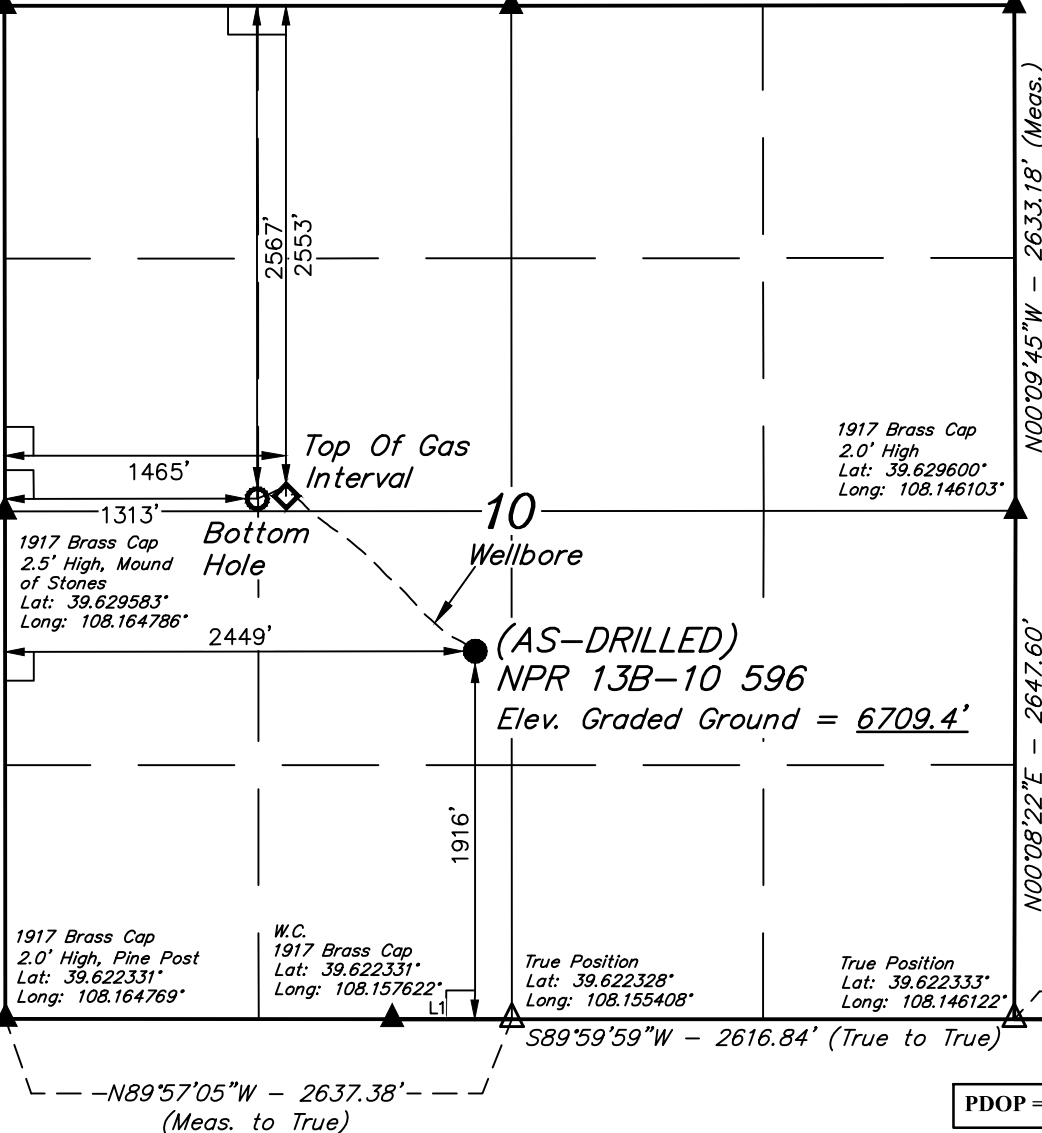 N00°09'45"W - 2633.18' (Meas.)
2567'
2553'
Top Of Gas
Interval
1465'
1313'
Bottom
Hole
10
Wellbore
1917 Brass Cap
2.0' High
Lat: 39.629600°
Long: 108.146103°
1917 Brass Cap
2.5' High, Mound
of Stones
Lat: 39.629583°
Long: 108.164786°
2449'
(AS-DRILLED)
NPR 13B-10 596
Elev. Graded Ground = 6709.4'
1916'
N00°08'22"E - 2647.60'
1917 Brass Cap
2.0' High, Pine Post
Lat: 39.622331°
Long: 108.164769°
W.C.
1917 Brass Cap
Lat: 39.622331°
Long: 108.157622°
L1
True Position
Lat: 39.622328°
Long: 108.155408°
True Position
Lat: 39.622333°
Long: 108.146122°
S89°59'59"W - 2616.84' (True to True)
N89°57'05"W - 2637.38'
(Meas. to True)
PDOP =